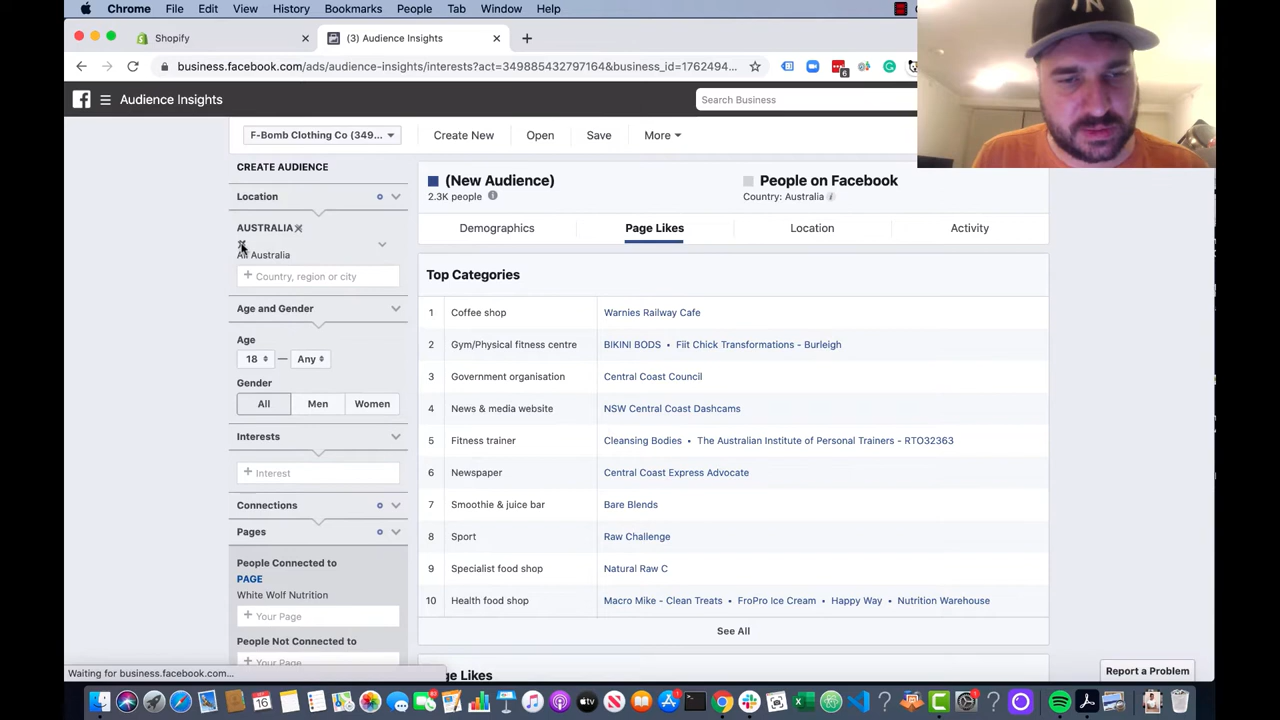 Chrome File Edit View History Bookmarks People Tab Window Help
Shopify
(3) Audience Insights
business.facebook.com/ads/audience-insights/interests?act=349885432797164&business_id=1762494...
6
Audience Insights
Search Business
F-Bomb Clothing Co (349...
Create New
Open
Save
More
CREATE AUDIENCE
Location
AUSTRALIA
All Australia
Country, region or city
Age and Gender
Age
18 — Any
Gender
All Men Women
Interests
Interest
Connections
Pages
People Connected to
PAGE
White Wolf Nutrition
Your Page
People Not Connected to
Your Page
(New Audience)
2.3K people
People on Facebook
Country: Australia
Demographics Page Likes Location Activity
Top Categories
1 Coffee shop Warnies Railway Cafe
2 Gym/Physical fitness centre BIKINI BODS • Fiit Chick Transformations - Burleigh
3 Government organisation Central Coast Council
4 News & media website NSW Central Coast Dashcams
5 Fitness trainer Cleansing Bodies • The Australian Institute of Personal Trainers - RTO32363
6 Newspaper Central Coast Express Advocate
7 Smoothie & juice bar Bare Blends
8 Sport Raw Challenge
9 Specialist food shop Natural Raw C
10 Health food shop Macro Mike - Clean Treats • FroPro Ice Cream • Happy Way • Nutrition Warehouse
See All
ge Likes
Report a Problem
Waiting for business.facebook.com...